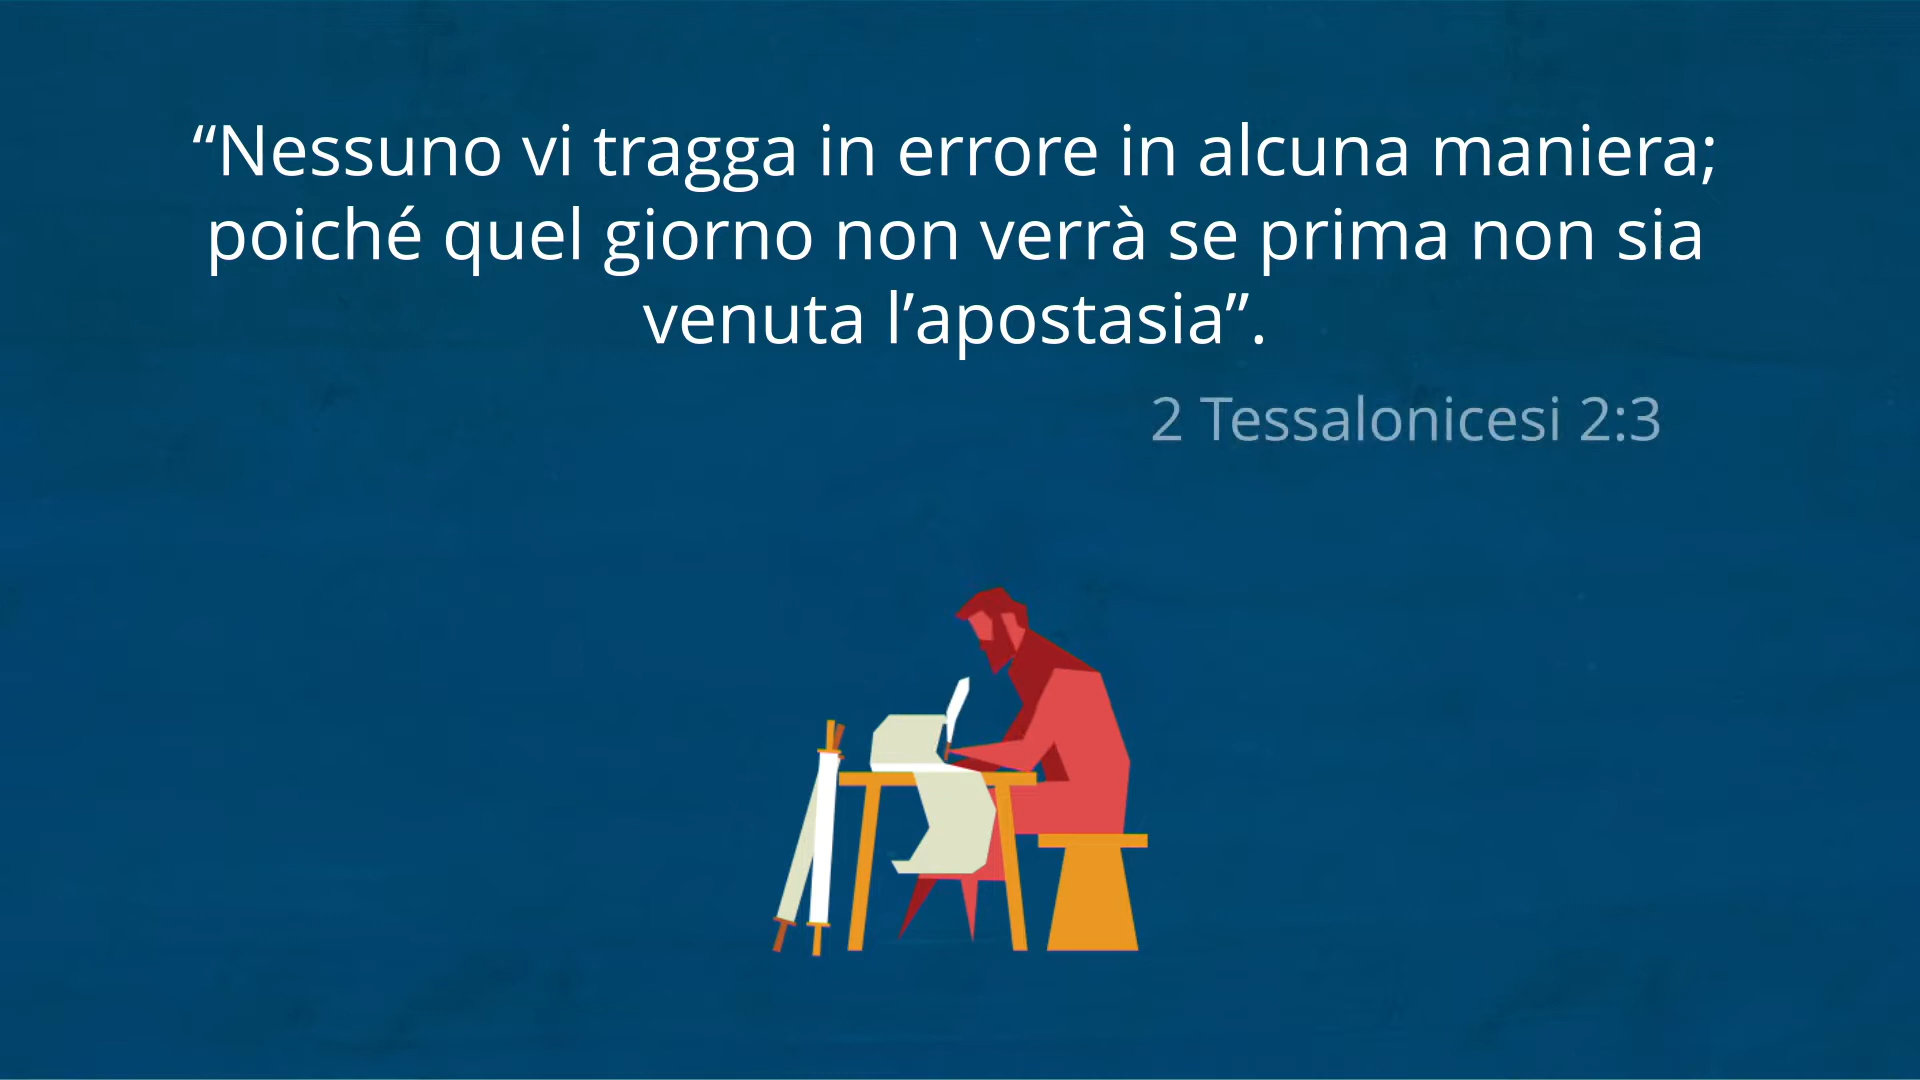 “Nessuno vi tragga in errore in alcuna maniera;
poiché quel giorno non verrà se prima non sia
venuta l’apostasia”.
2 Tessalonicesi 2:3